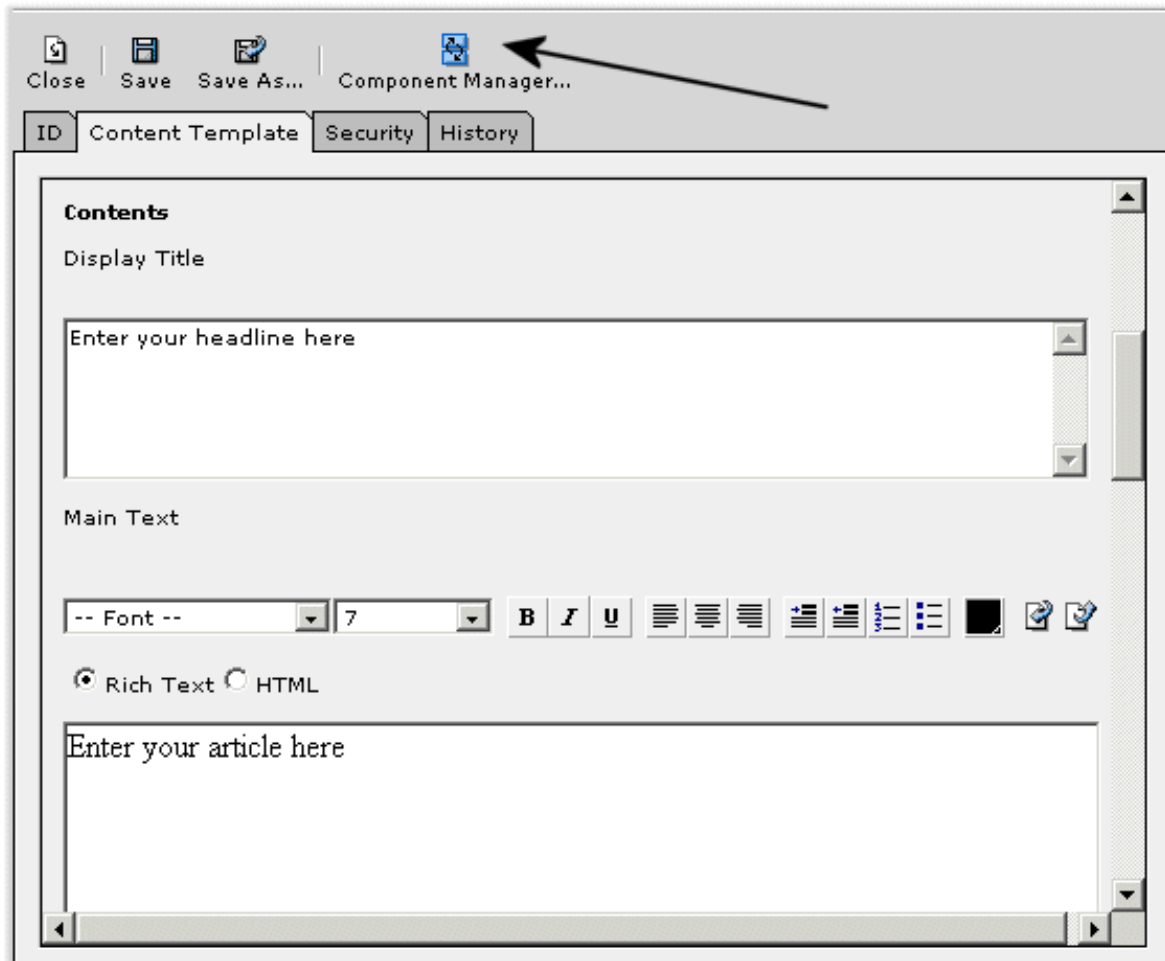 Close Save Save As... Component Manager...
ID Content Template Security History
Contents
Display Title
Enter your headline here
Main Text
-- Font -- 7 B I U
Rich Text HTML
Enter your article here